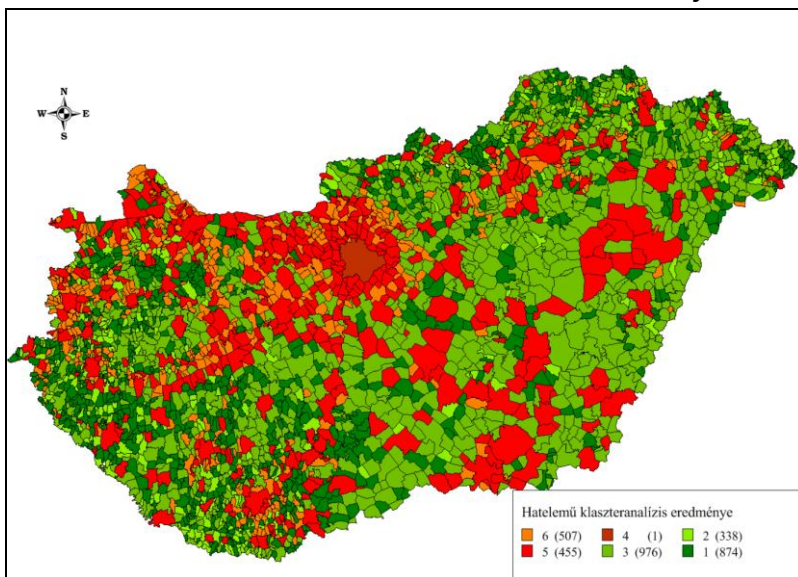 N
W E
S
Hatelemű klaszteranalízis eredménye
6 (507) 4 (1) 2 (338)
5 (455) 3 (976) 1 (874)